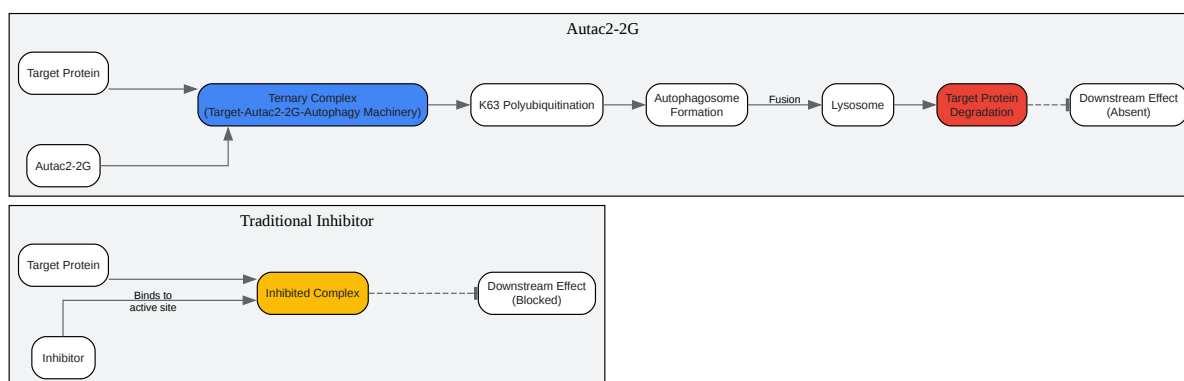 Autac2-2G
Target Protein
Ternary Complex
(Target-Autac2-2G-Autophagy Machinery)
K63 Polyubiquitination
Autophagosome
Formation
Fusion
Lysosome
Target Protein
Degradation
Downstream Effect
(Absent)
Autac2-2G
Traditional Inhibitor
Target Protein
Binds to
active site
Inhibited Complex
Downstream Effect
(Blocked)
Inhibitor